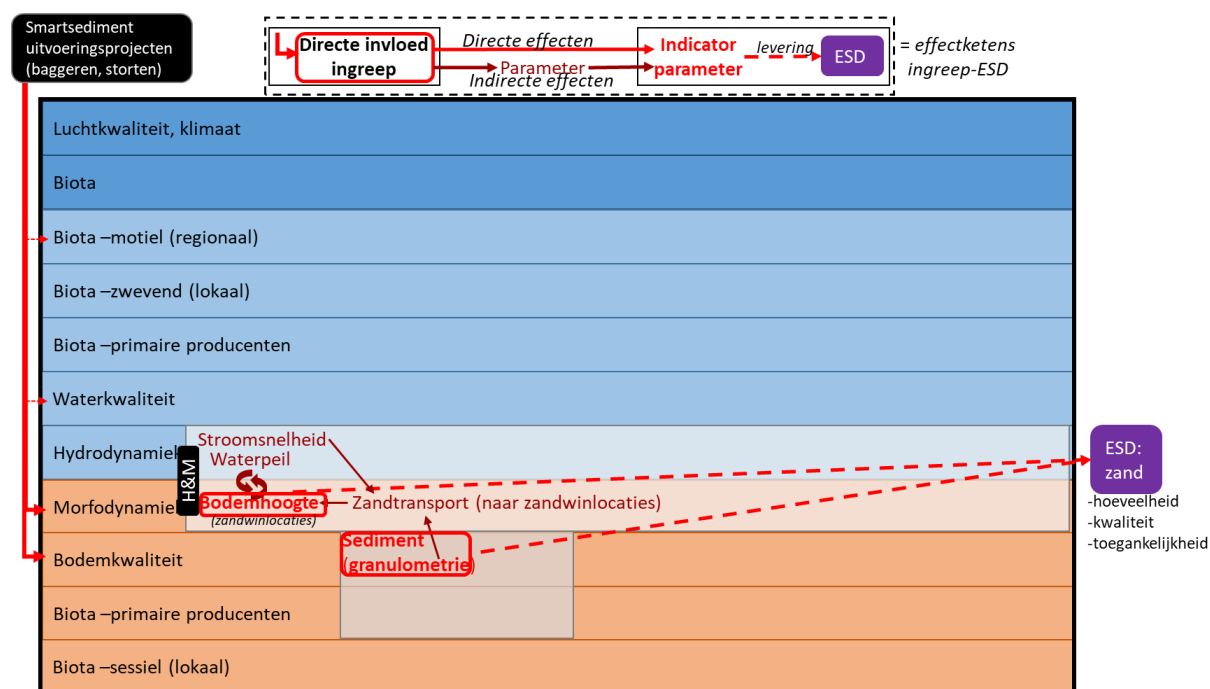 Smartsediment
uitvoeringsprojecten
(baggeren, storten)
Directe invloed
ingreep
Directe effecten
Parameter
Indirecte effecten
Indicator
parameter
levering
ESD
= effectketens
ingreep-ESD
Luchtkwaliteit, klimaat
Biota
Biota –motiel (regionaal)
Biota –zwevend (lokaal)
Biota –primaire producenten
Waterkwaliteit
Hydrodynamiek
Stroomsnelheid
Waterpeil
H&M
Morfodynamiek
Bodemhoogte
(zandwinlocaties)
Zandtransport (naar zandwinlocaties)
Bodemkwaliteit
Sediment
(granulometrie)
Biota –primaire producenten
Biota –sessiel (lokaal)
ESD:
zand
-hoeveelheid
-kwaliteit
-toegankelijkheid